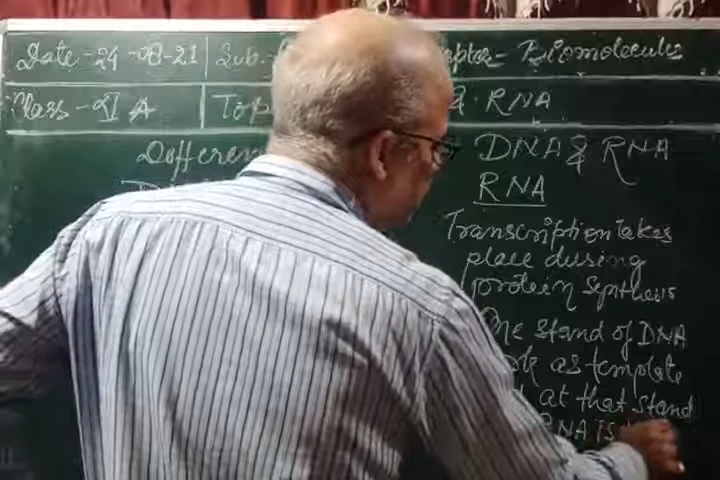 Date-24-08-21 Sub.- Biomolecules
Class-XI A Top & RNA
Differen DNA & RNA
RNA
Transcription takes
place during
protein Synthesis
One stand of DNA
as template
at that stand
RNA is